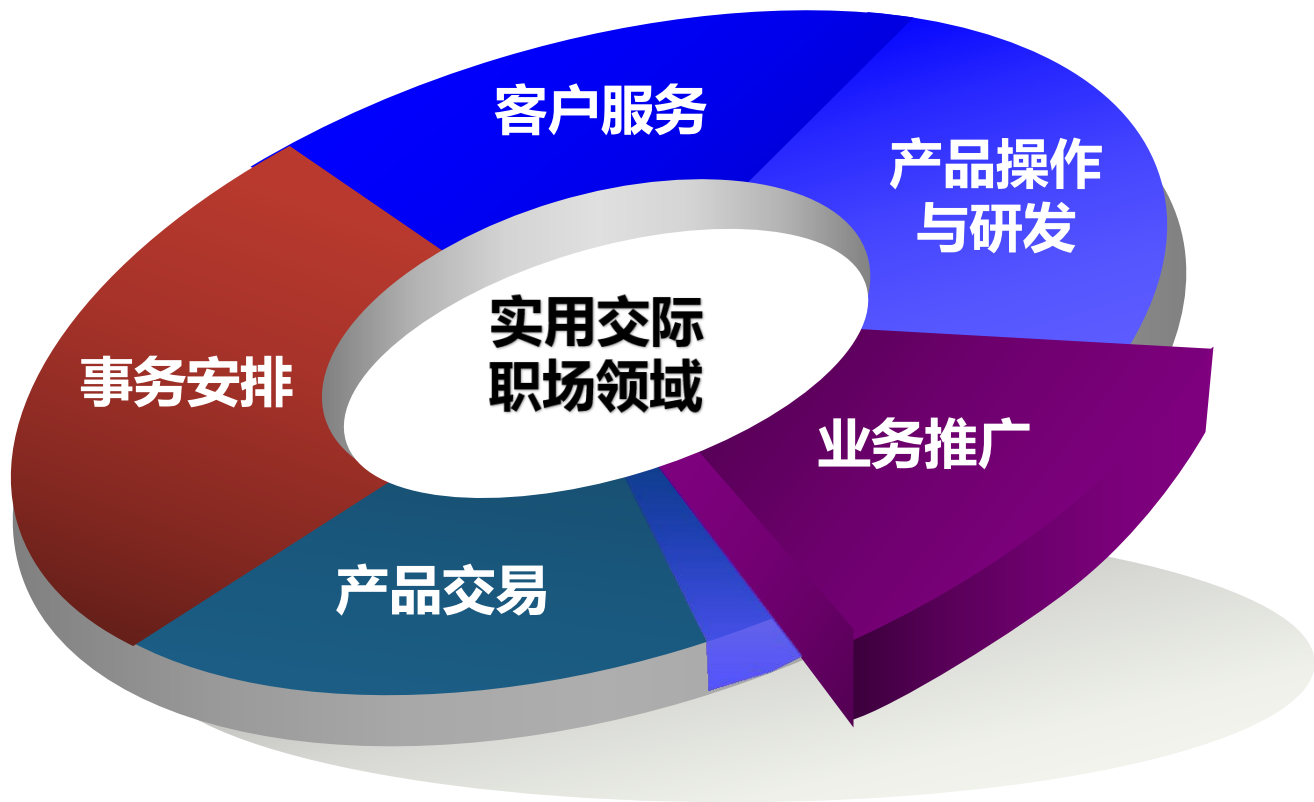 客户服务
产品操作
与研发
实用交际
职场领域
事务安排
业务推广
产品交易